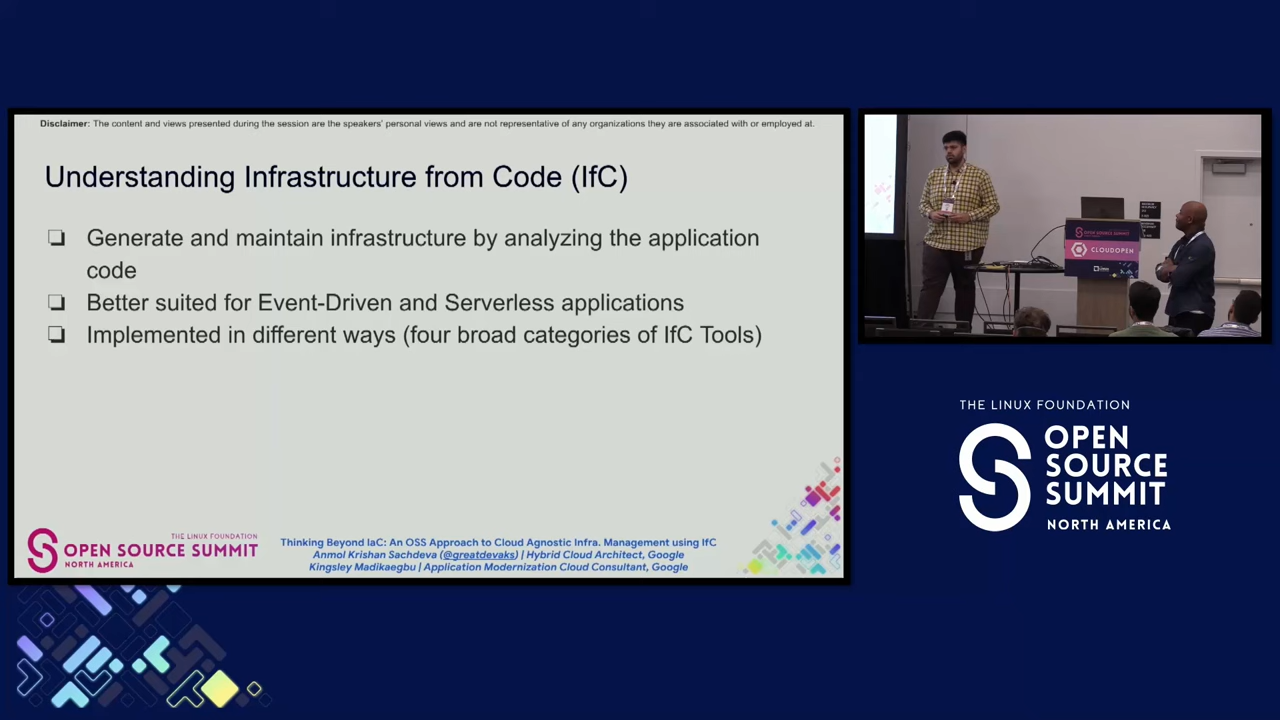 Disclaimer: The content and views presented during the session are the speakers' personal views and are not representative of any organizations they are associated with or employed at.
Understanding Infrastructure from Code (IfC)
❏ Generate and maintain infrastructure by analyzing the application
code
❏ Better suited for Event-Driven and Serverless applications
❏ Implemented in different ways (four broad categories of IfC Tools)
THE LINUX FOUNDATION
OPEN SOURCE SUMMIT
NORTH AMERICA
Thinking Beyond IaC: An OSS Approach to Cloud Agnostic Infra. Management using IfC
Anmol Krishan Sachdeva (@greatdevaks) | Hybrid Cloud Architect, Google
Kingsley Madikaegbu | Application Modernization Cloud Consultant, Google
OPEN SOURCE SUMMIT
CLOUDOPEN
THE LINUX FOUNDATION
OPEN
SOURCE
SUMMIT
NORTH AMERICA